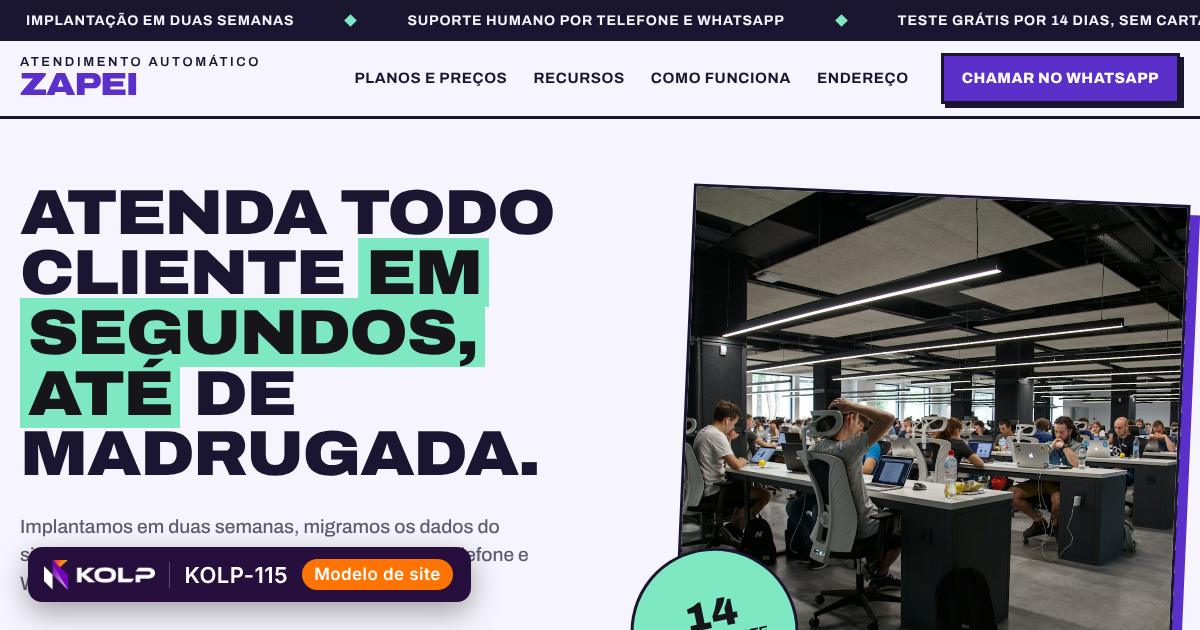 IMPLANTAÇÃO EM DUAS SEMANAS ◆ SUPORTE HUMANO POR TELEFONE E WHATSAPP ◆ TESTE GRÁTIS POR 14 DIAS, SEM
ATENDIMENTO AUTOMÁTICO
ZAPEI
PLANOS E PREÇOS RECURSOS COMO FUNCIONA ENDEREÇO CHAMAR NO WHATSAPP
ATENDA TODO
CLIENTE EM
SEGUNDOS,
ATÉ DE
MADRUGADA.
Implantamos em duas semanas, migramos os dados do
e
KOLP KOLP-115 Modelo de site
14